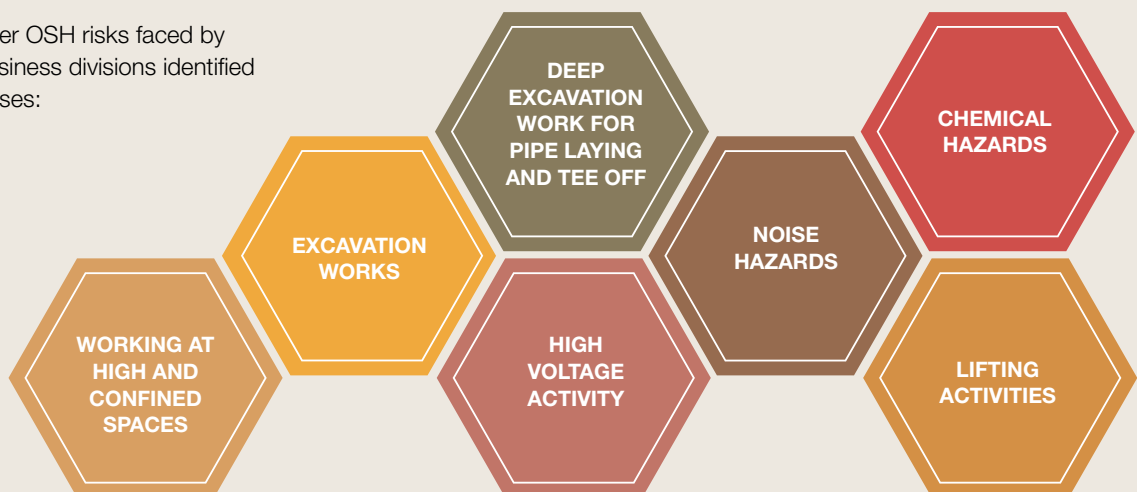 er OSH risks faced by
siness divisions identified
ses:
DEEP
EXCAVATION
WORK FOR
PIPE LAYING
AND TEE OFF
CHEMICAL
HAZARDS
EXCAVATION
WORKS
NOISE
HAZARDS
WORKING AT
HIGH AND
CONFINED
SPACES
HIGH
VOLTAGE
ACTIVITY
LIFTING
ACTIVITIES